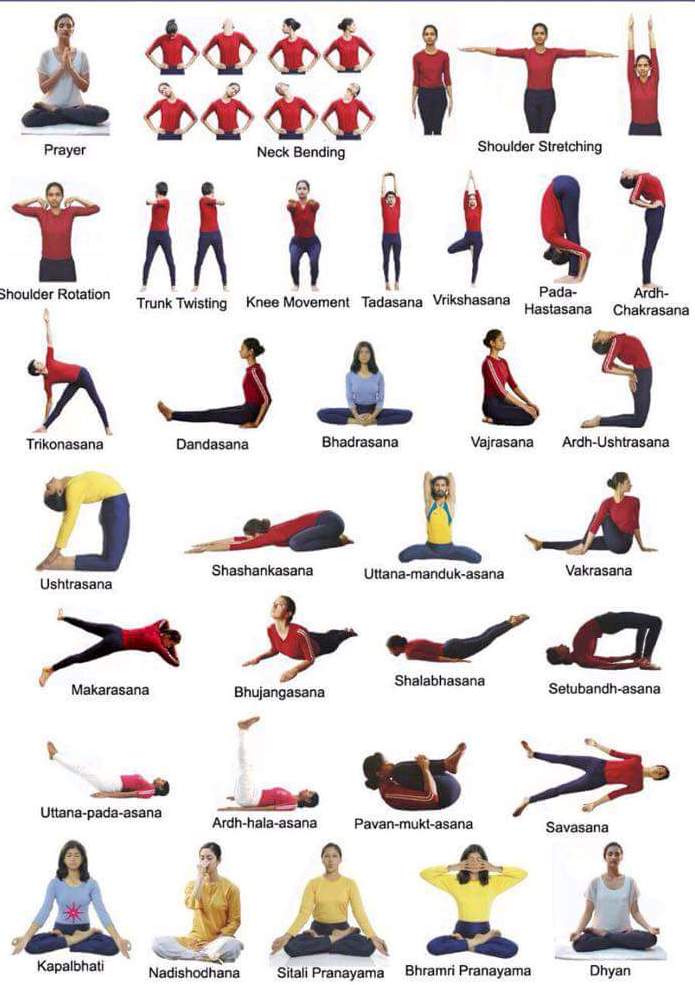 Prayer
Neck Bending
Shoulder Stretching
Shoulder Rotation
Trunk Twisting
Knee Movement
Tadasana
Vrikshasana
Pada-
Hastasana
Ardh-
Chakrasana
Trikonasana
Dandasana
Bhadrasana
Vajrasana
Ardh-Ushtrasana
Ushtrasana
Shashankasana
Uttana-manduk-asana
Vakrasana
Makarasana
Bhujangasana
Shalabhasana
Setubandh-asana
Uttana-pada-asana
Ardh-hala-asana
Pavan-mukt-asana
Savasana
Kapalbhati
Nadishodhana
Sitali Pranayama
Bhramri Pranayama
Dhyan